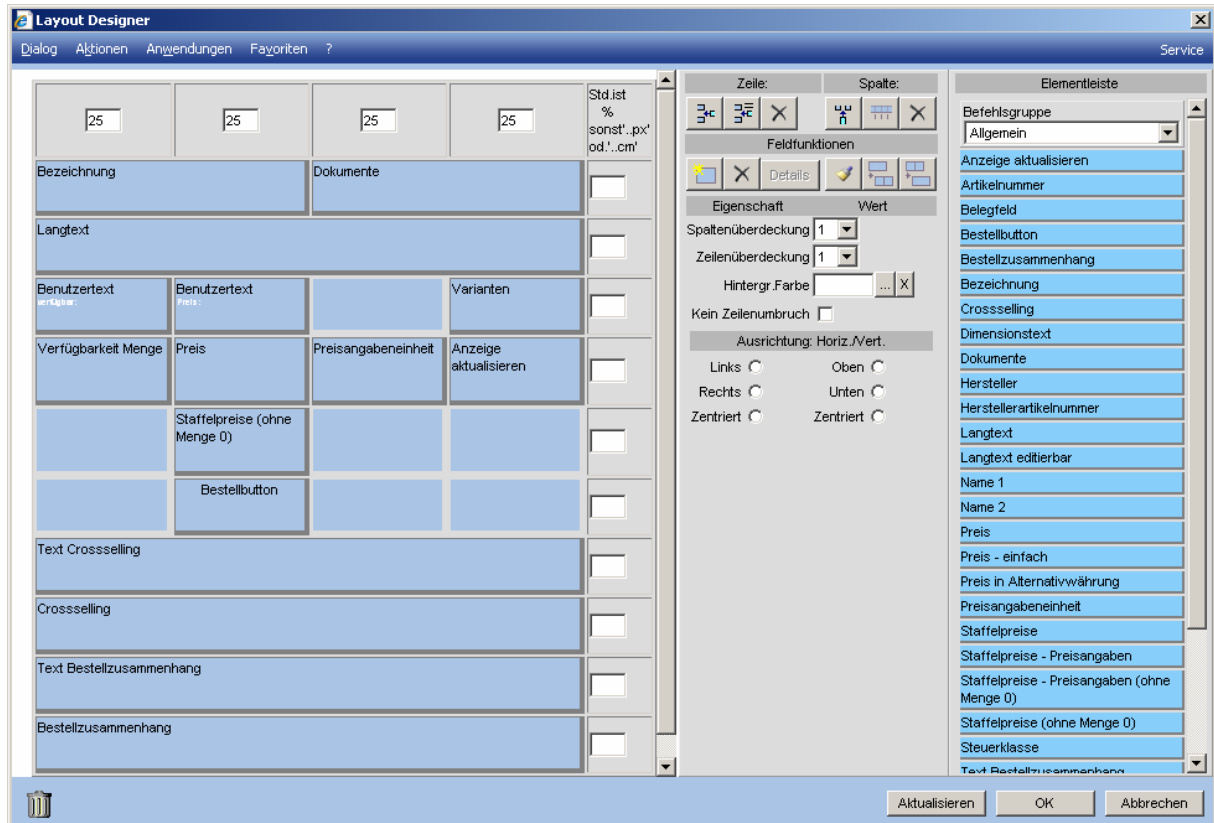 Layout Designer
Dialog Aktionen Anwendungen Favoriten ? Service
25 25 25 25
Std.ist
%
sonst'..px'
od.'..cm'
Bezeichnung Dokumente
Langtext
Benutzertext Benutzertext Varianten
verfügbar: Preis :
Verfügbarkeit Menge Preis Preisangabeneinheit Anzeige
aktualisieren
Staffelpreise (ohne
Menge 0)
Bestellbutton
Text Crossselling
Crossselling
Text Bestellzusammenhang
Bestellzusammenhang
Zeile: Spalte:
Feldfunktionen
Details
Eigenschaft Wert
Spaltenüberdeckung 1
Zeilenüberdeckung 1
Hintergr.Farbe ... X
Kein Zeilenumbruch
Ausrichtung: Horiz./Vert.
Links Oben
Rechts Unten
Zentriert Zentriert
Elementleiste
Befehlsgruppe
Allgemein
Anzeige aktualisieren
Artikelnummer
Belegfeld
Bestellbutton
Bestellzusammenhang
Bezeichnung
Crossselling
Dimensionstext
Dokumente
Hersteller
Herstellerartikelnummer
Langtext
Langtext editierbar
Name 1
Name 2
Preis
Preis - einfach
Preis in Alternativwährung
Preisangabeneinheit
Staffelpreise
Staffelpreise - Preisangaben
Staffelpreise - Preisangaben (ohne
Menge 0)
Staffelpreise (ohne Menge 0)
Steuerklasse
Text Bestellzusammenhang
Aktualisieren OK Abbrechen